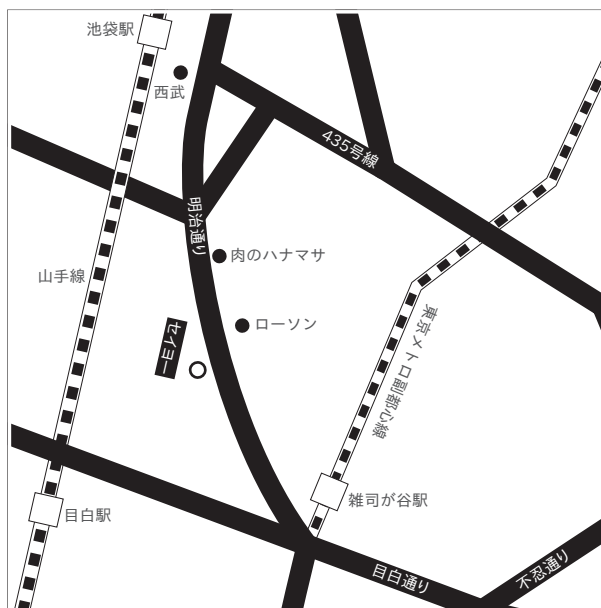 池袋駅
西武
435号線
明治通り
肉のハナマサ
山手線
ローソン
セイヨー
東京メトロ副都心線
雑司が谷駅
目白駅
目白通り
不忍通り